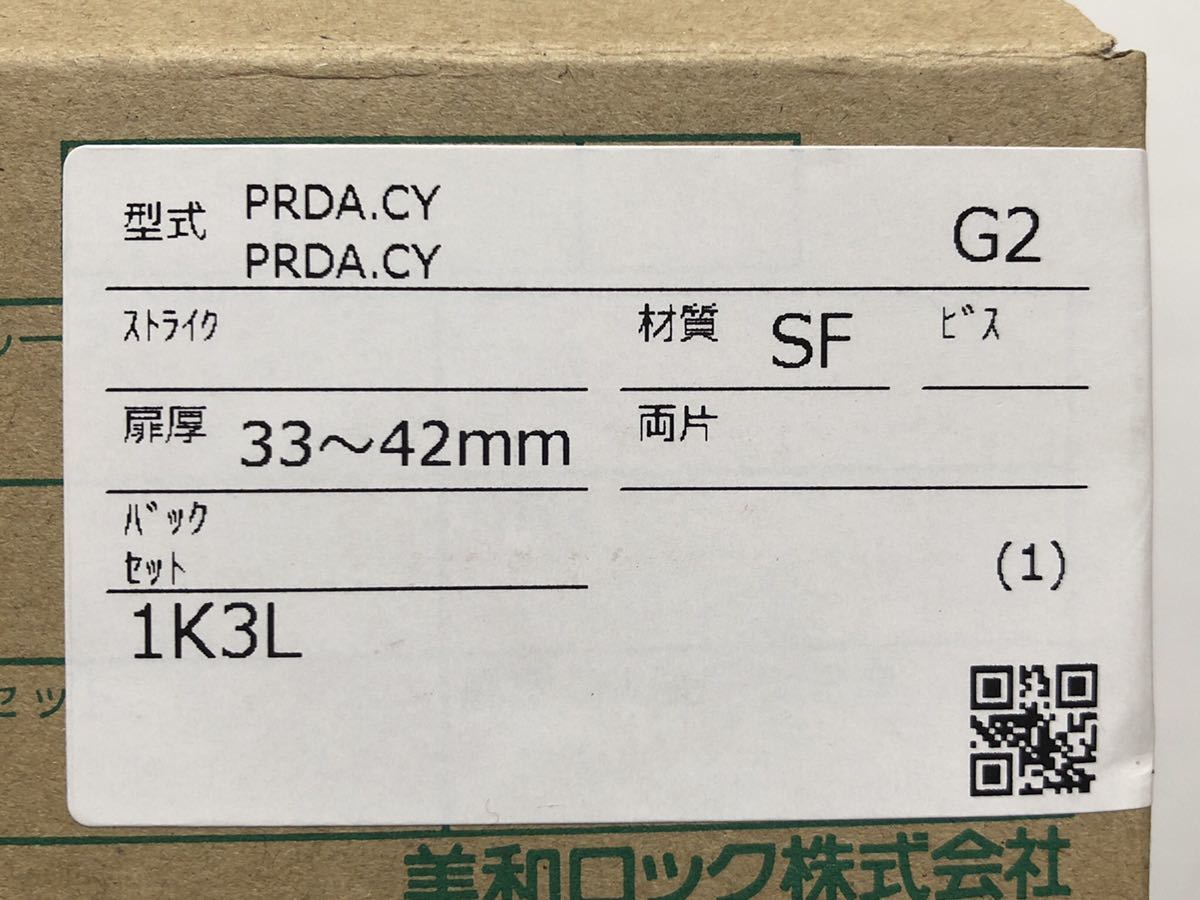 型式 PRDA.CY
PRDA.CY
G2
ｽﾄﾗｲｸ
材質 SF
ﾋﾞｽ
扉厚 33～42mm
両片
ﾊﾞｯｸ
ｾｯﾄ
(1)
1K3L
セッ
美和ロック株式会社